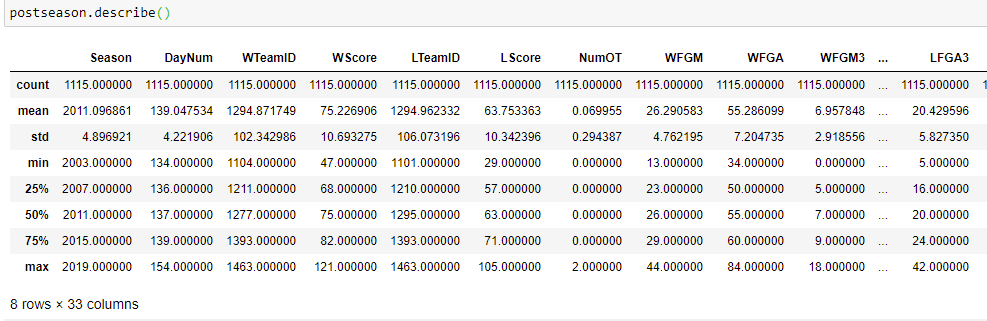 postseason.describe()
Season DayNum WTeamID WScore LTeamID LScore NumOT WFGM WFGA WFGM3 ... LFGA3
count 1115.000000 1115.000000 1115.000000 1115.000000 1115.000000 1115.000000 1115.000000 1115.000000 1115.000000 1115.000000 ... 1115.000000 1
mean 2011.096861 139.047534 1294.871749 75.226906 1294.962332 63.753363 0.069955 26.290583 55.286099 6.957848 ... 20.429596
std 4.896921 4.221906 102.342986 10.693275 106.073196 10.342396 0.294387 4.762195 7.204735 2.918556 ... 5.827350
min 2003.000000 134.000000 1104.000000 47.000000 1101.000000 29.000000 0.000000 13.000000 34.000000 0.000000 ... 5.000000
25% 2007.000000 136.000000 1211.000000 68.000000 1210.000000 57.000000 0.000000 23.000000 50.000000 5.000000 ... 16.000000
50% 2011.000000 137.000000 1277.000000 75.000000 1295.000000 63.000000 0.000000 26.000000 55.000000 7.000000 ... 20.000000
75% 2015.000000 139.000000 1393.000000 82.000000 1393.000000 71.000000 0.000000 29.000000 60.000000 9.000000 ... 24.000000
max 2019.000000 154.000000 1463.000000 121.000000 1463.000000 105.000000 2.000000 44.000000 84.000000 18.000000 ... 42.000000
8 rows × 33 columns